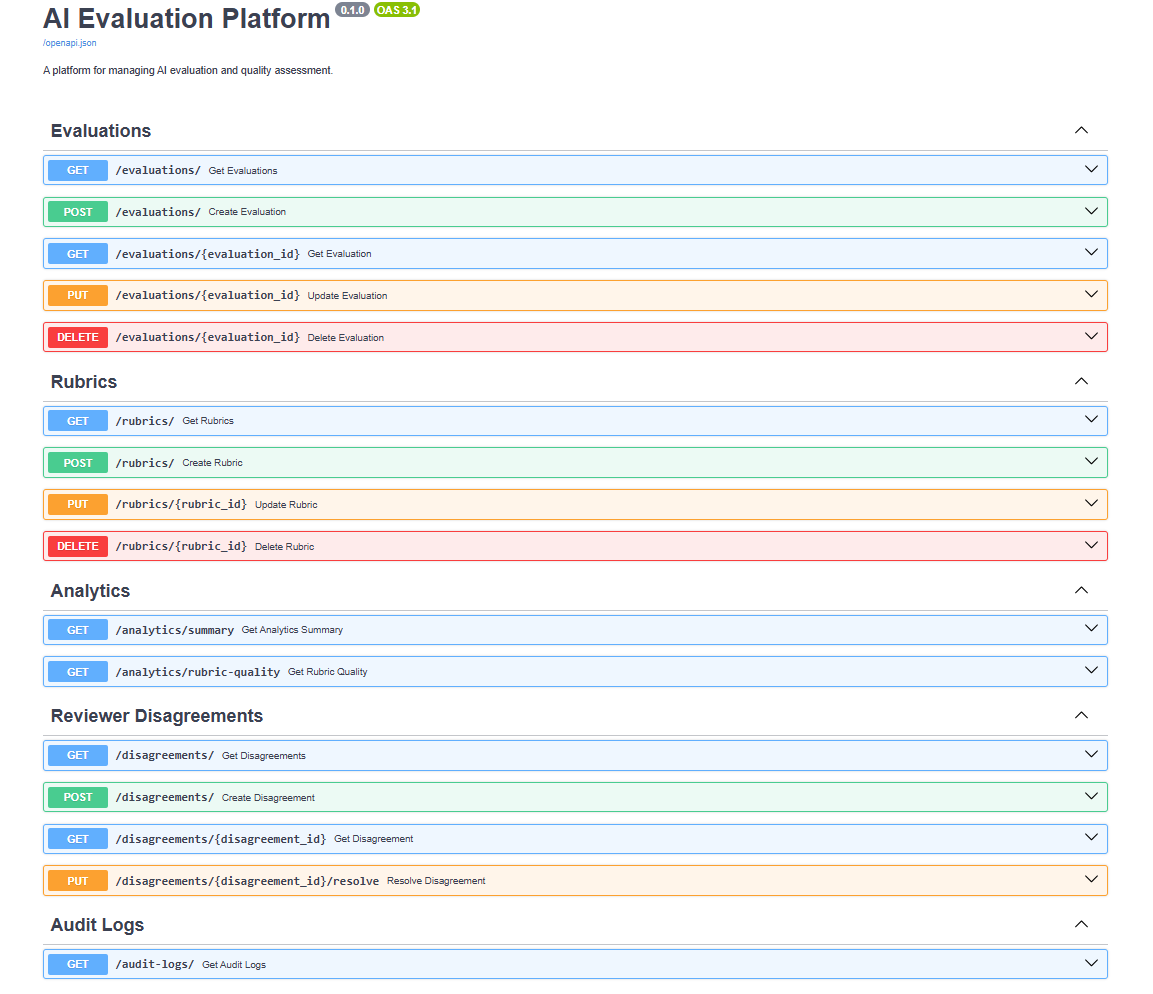 AI Evaluation Platform 0.1.0 OAS 3.1
/openapi.json
A platform for managing AI evaluation and quality assessment.
Evaluations
GET /evaluations/ Get Evaluations
POST /evaluations/ Create Evaluation
GET /evaluations/{evaluation_id} Get Evaluation
PUT /evaluations/{evaluation_id} Update Evaluation
DELETE /evaluations/{evaluation_id} Delete Evaluation
Rubrics
GET /rubrics/ Get Rubrics
POST /rubrics/ Create Rubric
PUT /rubrics/{rubric_id} Update Rubric
DELETE /rubrics/{rubric_id} Delete Rubric
Analytics
GET /analytics/summary Get Analytics Summary
GET /analytics/rubric-quality Get Rubric Quality
Reviewer Disagreements
GET /disagreements/ Get Disagreements
POST /disagreements/ Create Disagreement
GET /disagreements/{disagreement_id} Get Disagreement
PUT /disagreements/{disagreement_id}/resolve Resolve Disagreement
Audit Logs
GET /audit-logs/ Get Audit Logs